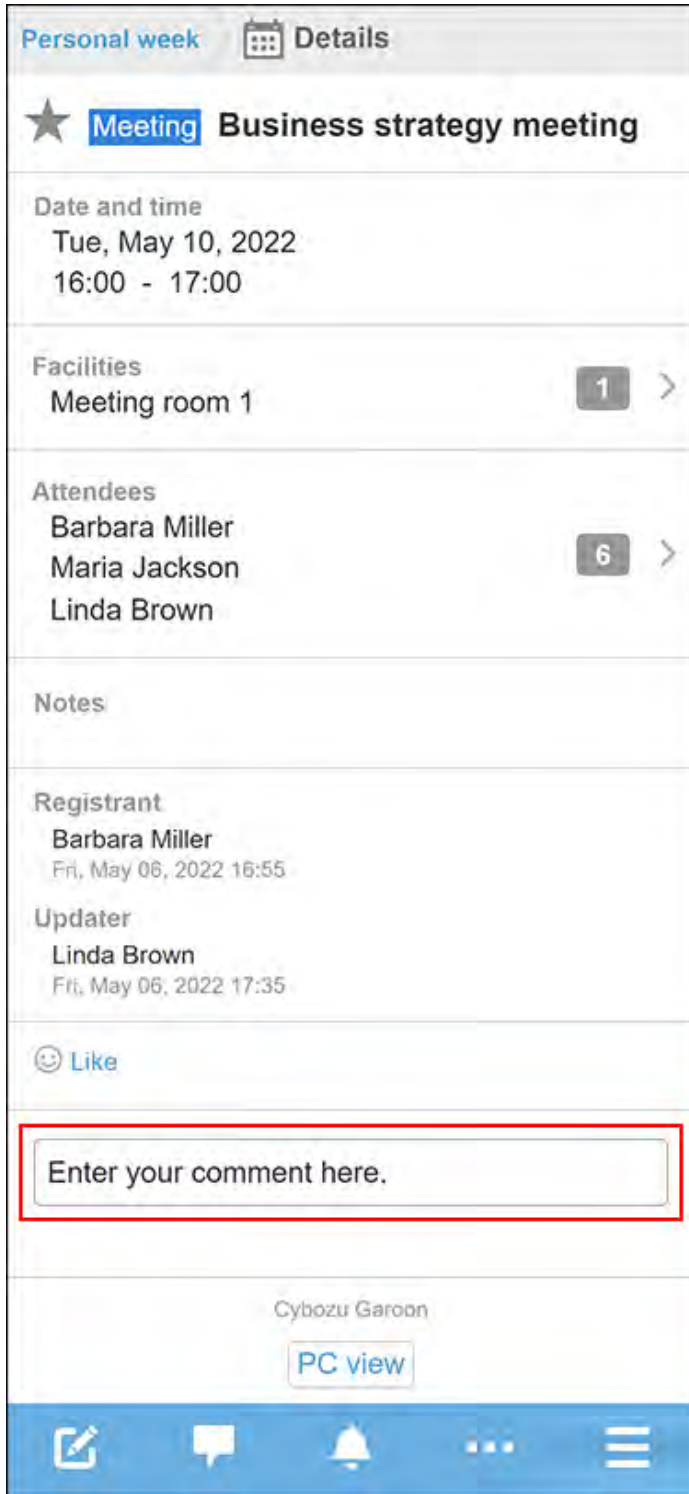 Personal week Details
Meeting Business strategy meeting
Date and time
Tue, May 10, 2022
16:00 - 17:00
Facilities
Meeting room 1
1
Attendees
Barbara Miller
Maria Jackson
Linda Brown
6
Notes
Registrant
Barbara Miller
Fri, May 06, 2022 16:55
Updater
Linda Brown
Fri, May 06, 2022 17:35
Like
Enter your comment here.
Cybozu Garoon
PC view